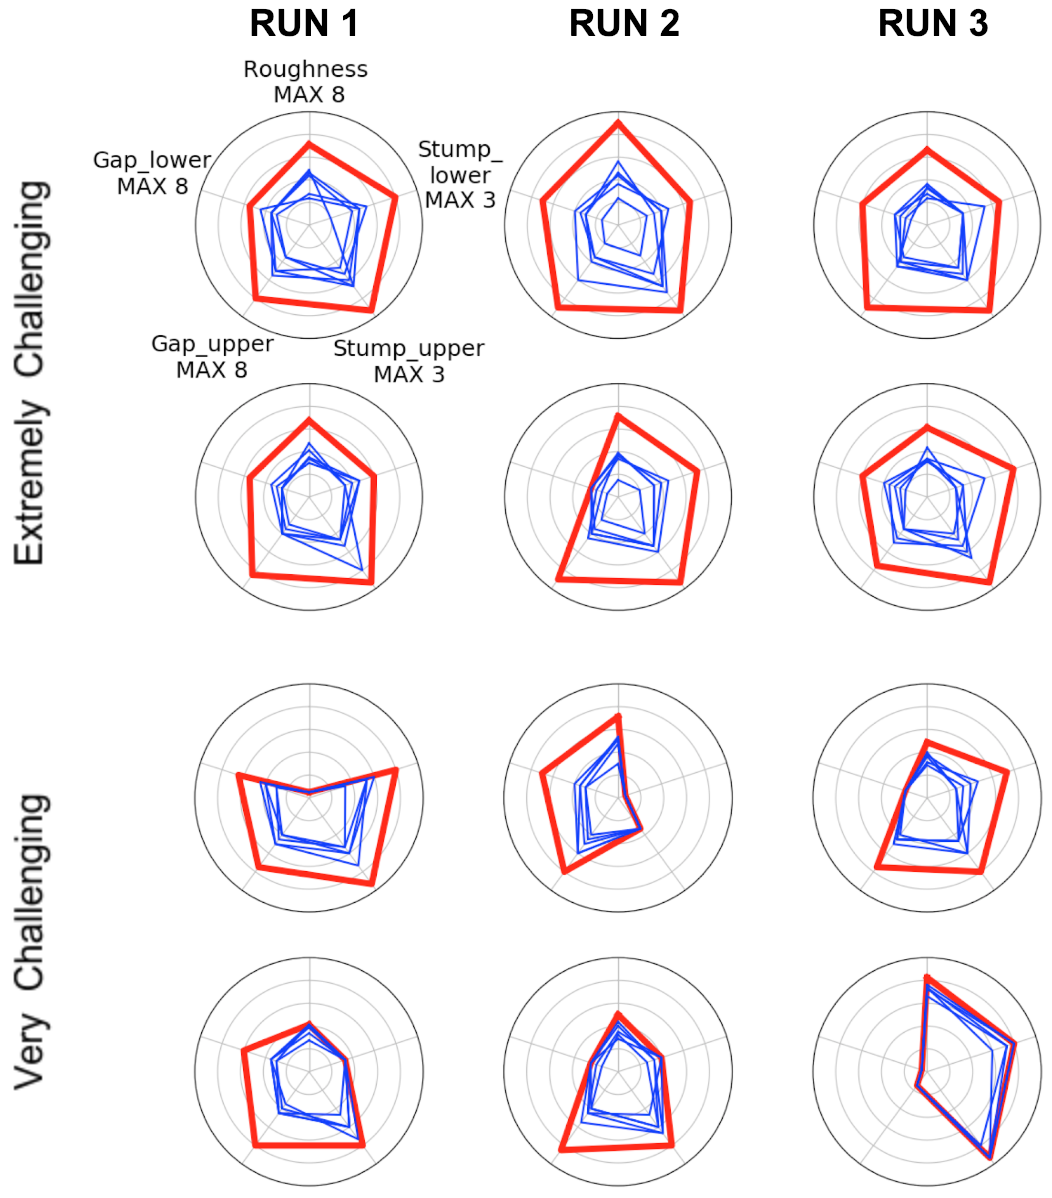 RUN 1
RUN 2
RUN 3
Roughness
MAX 8
Gap_lower
MAX 8
Stump_
lower
MAX 3
Gap_upper
MAX 8
Stump_upper
MAX 3
Extremely Challenging
Very Challenging